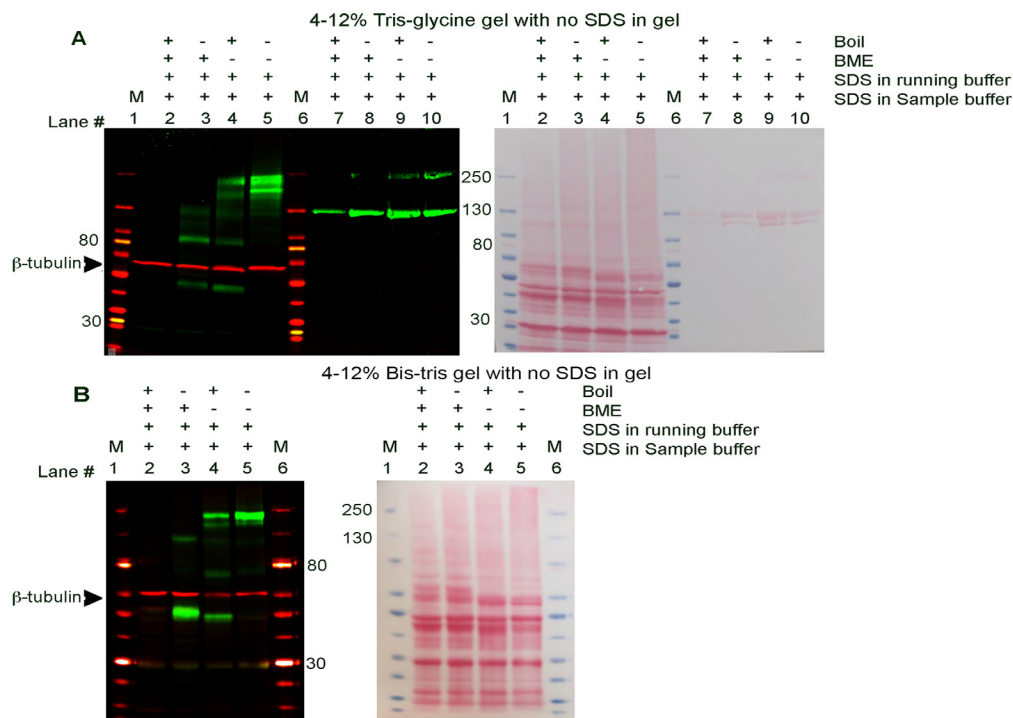 4-12% Tris-glycine gel with no SDS in gel
A
+ - + - + - + - + - + - + - + - Boil
+ + - - + + - - + + - - + + - - BME
+ + + + + + + + + + + + + + + + SDS in running buffer
M + + + + M + + + + M + + + + M + + + + SDS in Sample buffer
Lane # 1 2 3 4 5 6 7 8 9 10 1 2 3 4 5 6 7 8 9 10
250
130
80 80
β-tubulin
30 30
4-12% Bis-tris gel with no SDS in gel
B
+ - + - + - + - Boil
+ + - - + + - - BME
+ + + + + + + + SDS in running buffer
M + + + + M M + + + + M SDS in Sample buffer
Lane # 1 2 3 4 5 6 1 2 3 4 5 6
250
130
80
β-tubulin
30